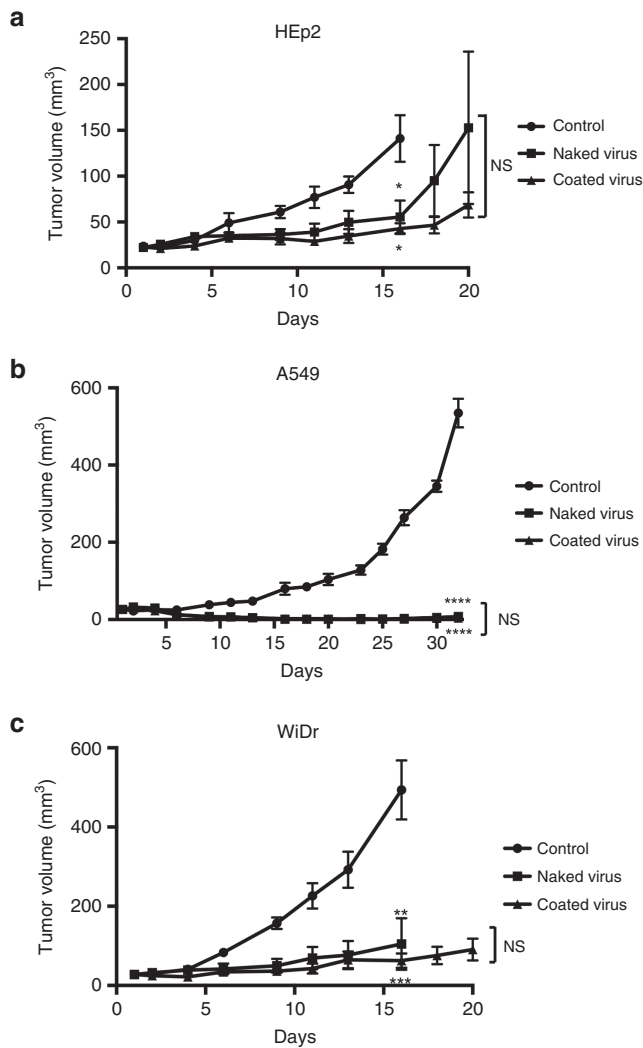 a
HEp2
Tumor volume (mm³)
250
200
150
100
50
0
0 5 10 15 20
Days
*
*
NS
Control
Naked virus
Coated virus
b
A549
Tumor volume (mm³)
600
400
200
0
5 10 15 20 25 30
Days
****
****
NS
Control
Naked virus
Coated virus
c
WiDr
Tumor volume (mm³)
600
400
200
0
0 5 10 15 20
Days
**
***
NS
Control
Naked virus
Coated virus